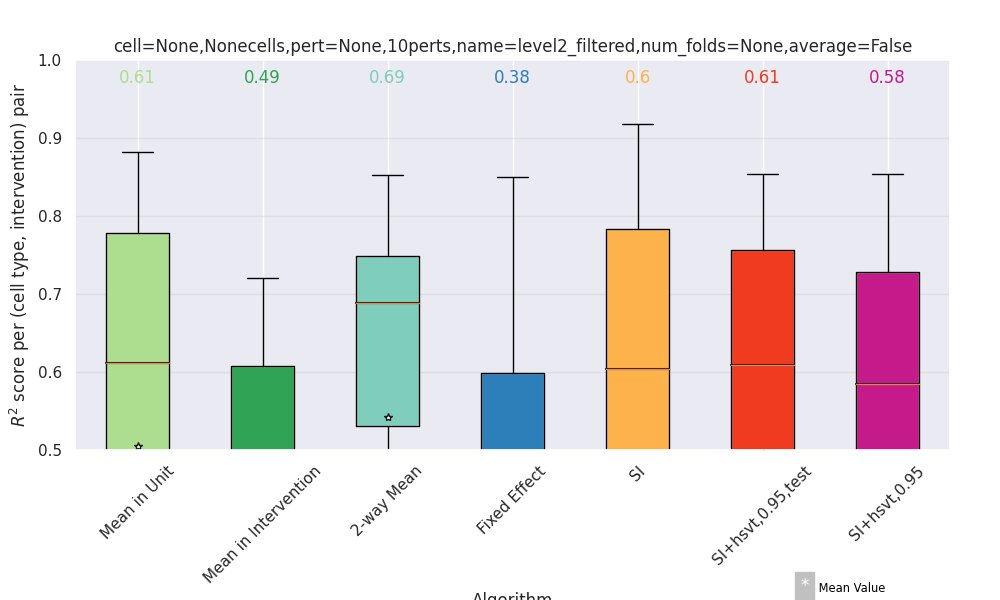 cell=None,Nonecells,pert=None,10perts,name=level2_filtered,num_folds=None,average=False
R² score per (cell type, intervention) pair
1.0
0.9
0.8
0.7
0.6
0.5
0.61 0.49 0.69 0.38 0.6 0.61 0.58
Mean in Unit
Mean in Intervention
2-way Mean
Fixed Effect
SI
SI+hsvt,0.95,test
SI+hsvt,0.95
Algorithm
* Mean Value